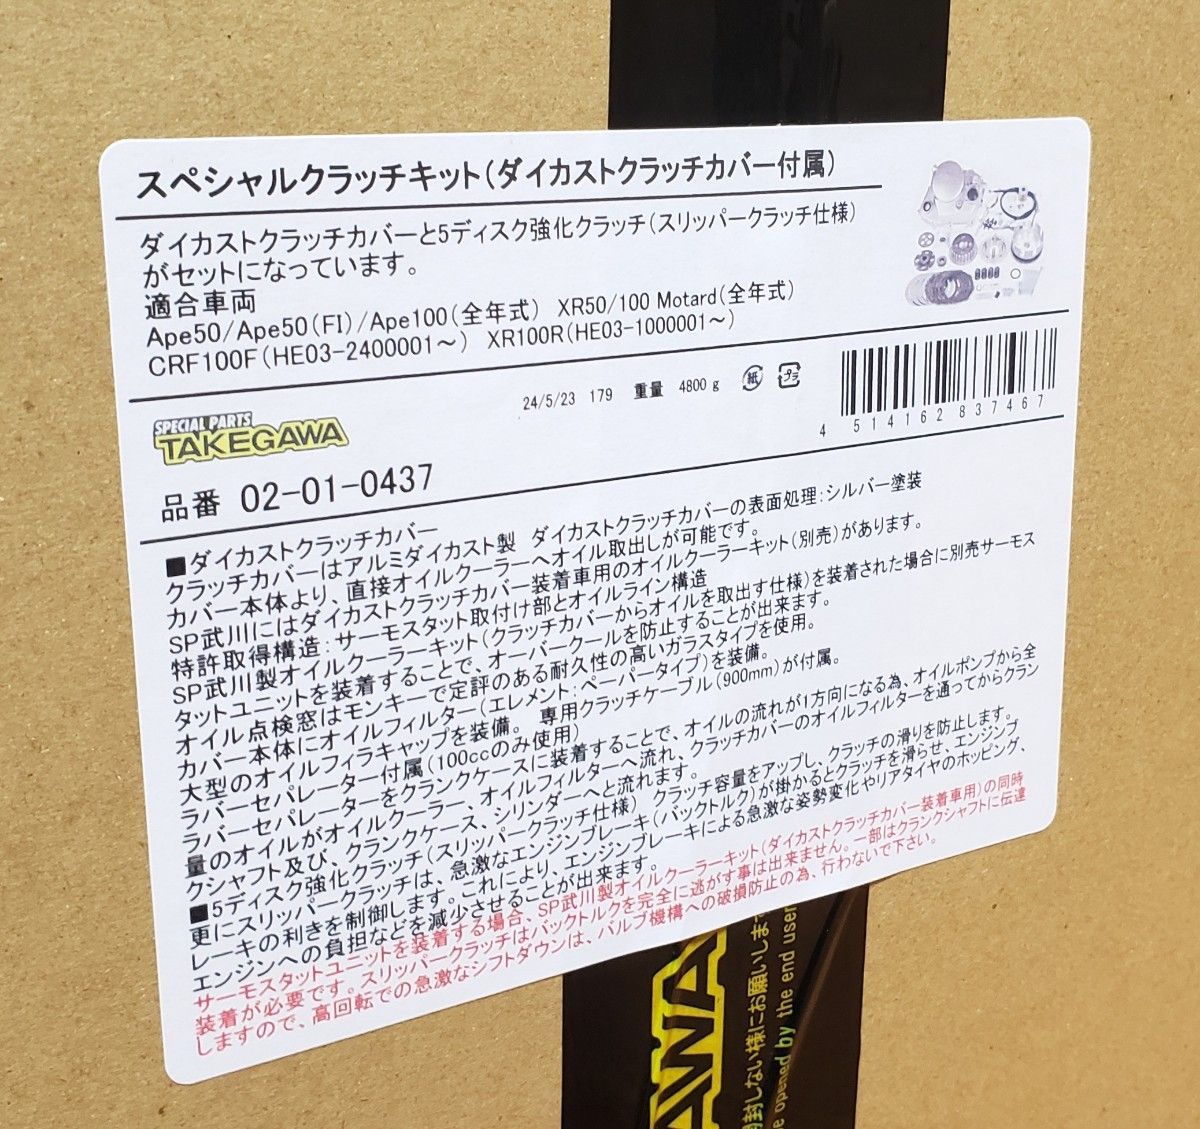 スペシャルクラッチキット(ダイカストクラッチカバー付属)
ダイカストクラッチカバーと5ディスク強化クラッチ(スリッパークラッチ仕様)
がセットになっています。
適合車両
Ape50/Ape50(FI)/Ape100(全年式) XR50/100 Motard(全年式)
CRF100F(HE03-2400001~) XR100R(HE03-1000001~)
24/5/23 179 重量 4800 g 紙 プラ
4 514162 837467
SPECIAL PARTS
TAKEGAWA
品番 02-01-0437
■ダイカストクラッチカバー
クラッチカバーはアルミダイカスト製 ダイカストクラッチカバーの表面処理:シルバー塗装
カバー本体より、直接オイルクーラーへオイル取出しが可能です。
SP武川にはダイカストクラッチカバー装着車用のオイルクーラーキット(別売)があります。
特許取得構造:サーモスタット取付け部とオイルライン構造
SP武川製オイルクーラーキット(クラッチカバーからオイルを取出す仕様)を装着された場合に別売サーモス
タットユニットを装着することで、オーバークールを防止することが出来ます。
オイル点検窓はモンキーで定評のある耐久性の高いガラスタイプを使用。
カバー本体にオイルフィルター(エレメント:ペーパータイプ)を装備。
大型のオイルフィラキャップを装備。 専用クラッチケーブル(900mm)が付属。
ラバーセパレーター付属(100ccのみ使用)
ラバーセパレーターをクランクケースに装着することで、オイルの流れが1方向になる為、オイルポンプから全
量のオイルがオイルクーラー、オイルフィルターへ流れ、クラッチカバーのオイルフィルターを通ってからクラン
クシャフト及び、クランクケース、シリンダーへと流れます。
■5ディスク強化クラッチ(スリッパークラッチ仕様) クラッチ容量をアップし、クラッチの滑りを防止します。
更にスリッパークラッチは、急激なエンジンブレーキ(バックトルク)が掛かるとクラッチを滑らせ、エンジンブ
レーキの利きを制御します。これにより、エンジンブレーキによる急激な姿勢変化やリアタイヤのホッピング、
エンジンへの負担などを減少させることが出来ます。
サーモスタットユニットを装着する場合、SP武川製オイルクーラーキット(ダイカストクラッチカバー装着車用)の同時
装着が必要です。スリッパークラッチはバックトルクを完全に逃がす事は出来ません。一部はクランクシャフトに伝達
しますので、高回転での急激なシフトダウンは、バルブ機構への破損防止の為、行わないで下さい。
AWA
開封しない様にお願いしま
e opened by the end user